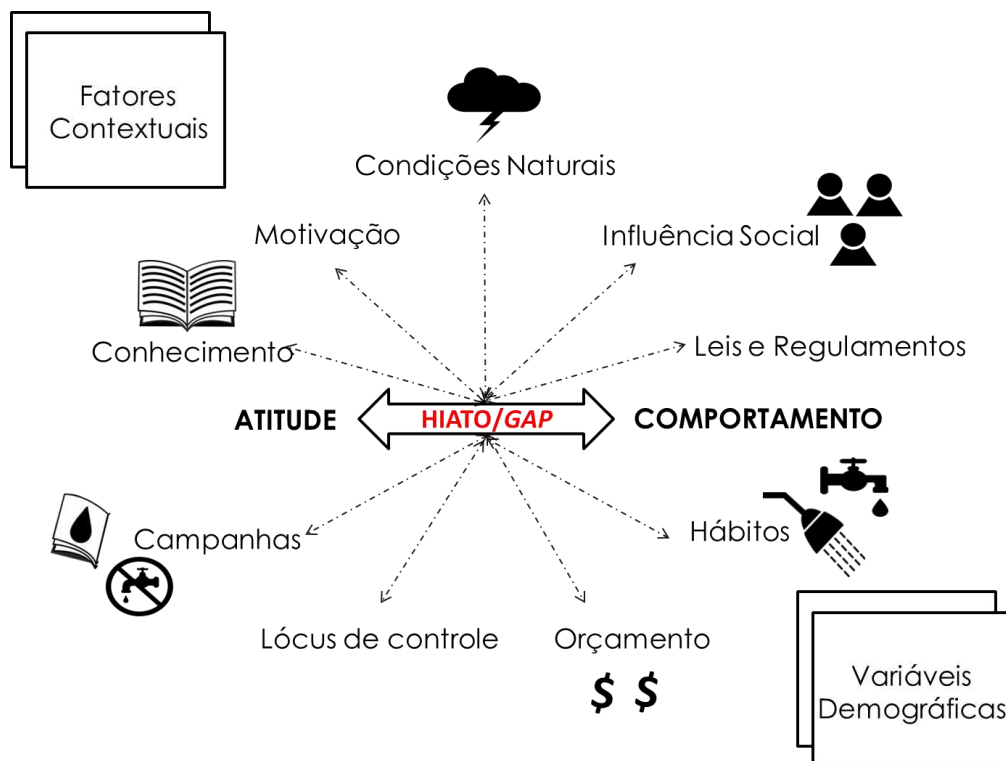 Fatores
Contextuais
Condições Naturais
Motivação
Influência Social
Conhecimento
Leis e Regulamentos
ATITUDE
HIATO/GAP
COMPORTAMENTO
Campanhas
Hábitos
Lócus de controle
Orçamento
$ $
Variáveis
Demográficas